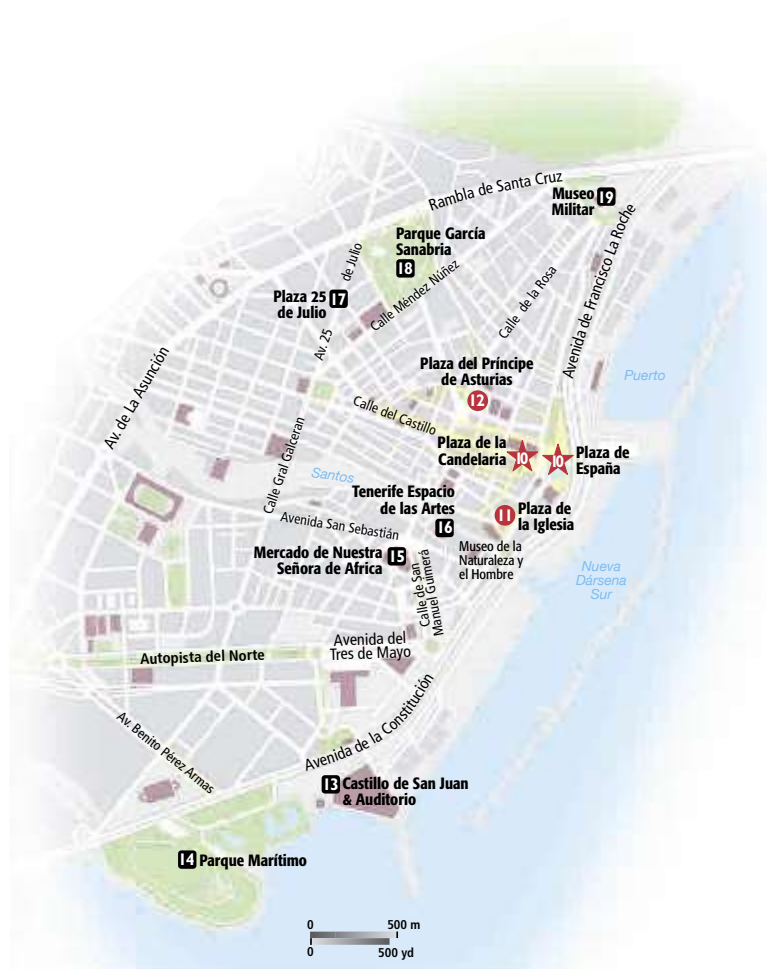 Rambla de Santa Cruz
Museo
Militar
19
Avenida de Francisco La Roche
Parque García
Sanabria
18
de Julio
Plaza 25
de Julio
17
Calle Méndez Núñez
Calle de la Rosa
Av. 25
Av. de La Asunción
Plaza del Príncipe
de Asturias
12
Puerto
Calle del Castillo
Calle Gral Galceran
Plaza de la
Candelaria
10
10
Plaza de
España
Santos
Tenerife Espacio
de las Artes
16
11
Plaza de
la Iglesia
Avenida San Sebastián
Mercado de Nuestra
Señora de Africa
15
Museo de la
Naturaleza y
el Hombre
Calle de San
Manuel Guimerá
Nueva
Dársena
Sur
Avenida del
Tres de Mayo
Autopista del Norte
Av. Benito Pérez Armas
Avenida de la Constitución
13
Castillo de San Juan
& Auditorio
14
Parque Marítimo
0
500 m
0
500 yd